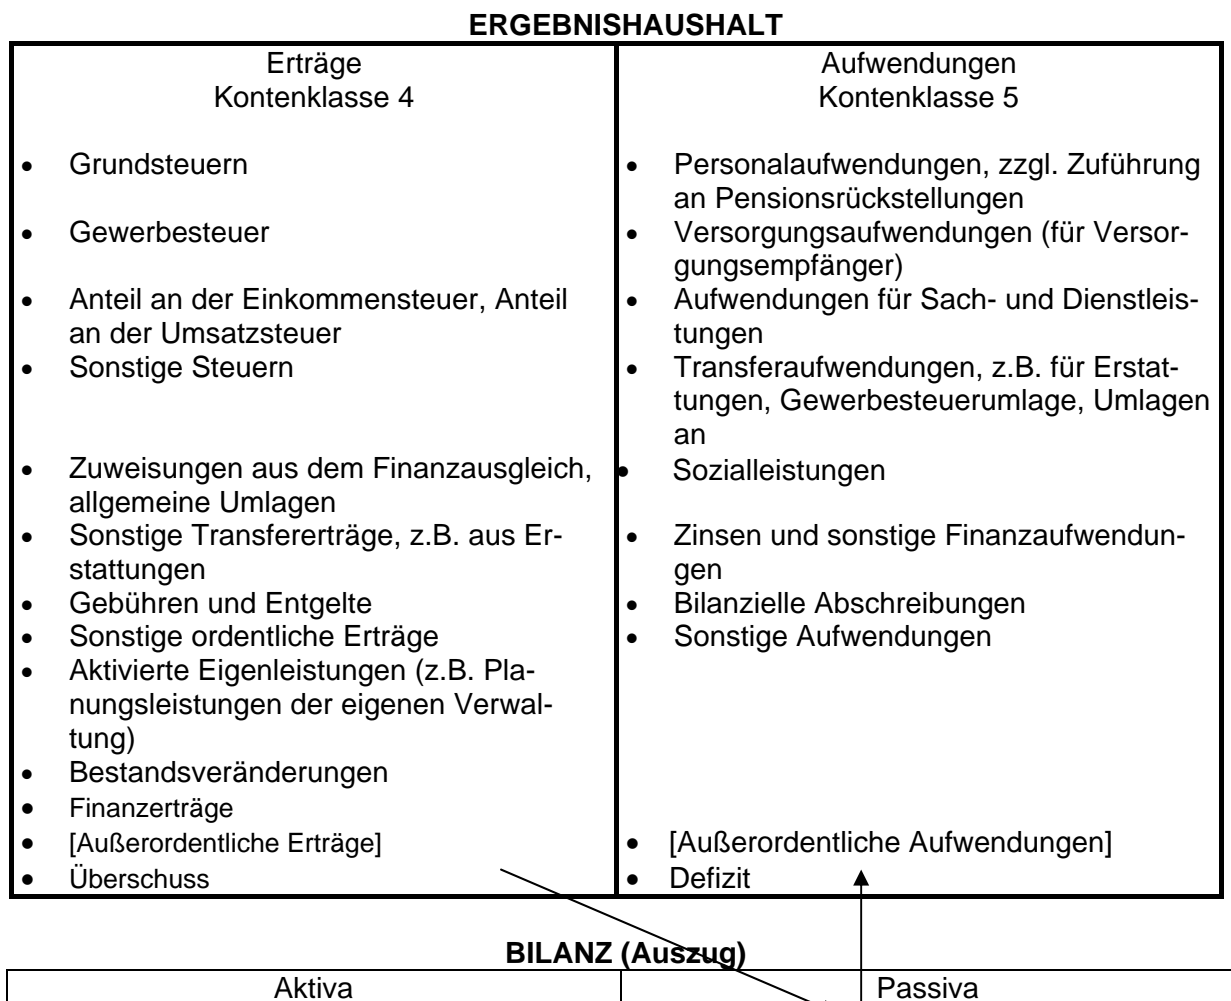 ERGEBNISHAUSHALT
Erträge
Kontenklasse 4
• Grundsteuern
• Gewerbesteuer
• Anteil an der Einkommensteuer, Anteil
an der Umsatzsteuer
• Sonstige Steuern
• Zuweisungen aus dem Finanzausgleich,
allgemeine Umlagen
• Sonstige Transfererträge, z.B. aus Er-
stattungen
• Gebühren und Entgelte
• Sonstige ordentliche Erträge
• Aktivierte Eigenleistungen (z.B. Pla-
nungsleistungen der eigenen Verwal-
tung)
• Bestandsveränderungen
• Finanzerträge
• [Außerordentliche Erträge]
• Überschuss
Aufwendungen
Kontenklasse 5
• Personalaufwendungen, zzgl. Zuführung
an Pensionsrückstellungen
• Versorgungsaufwendungen (für Versor-
gungsempfänger)
• Aufwendungen für Sach- und Dienstleis-
tungen
• Transferaufwendungen, z.B. für Erstat-
tungen, Gewerbesteuerumlage, Umlagen
an
• Sozialleistungen
• Zinsen und sonstige Finanzaufwendun-
gen
• Bilanzielle Abschreibungen
• Sonstige Aufwendungen
• [Außerordentliche Aufwendungen]
• Defizit
BILANZ (Auszug)
Aktiva
Passiva